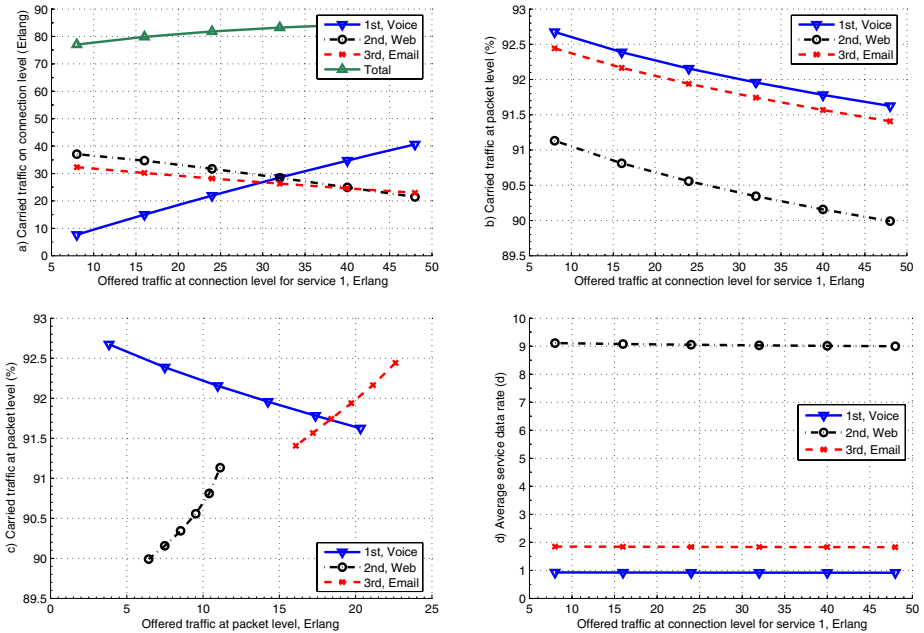 a) Carried traffic on connection level (Erlang)
90
80
70
60
50
40
30
20
10
0
5 10 15 20 25 30 35 40 45 50
Offered traffic at connection level for service 1, Erlang
1st, Voice
2nd, Web
3rd, Email
Total
b) Carried traffic at packet level (%)
93
92.5
92
91.5
91
90.5
90
89.5
5 10 15 20 25 30 35 40 45 50
Offered traffic at connection level for service 1, Erlang
1st, Voice
2nd, Web
3rd, Email
c) Carried traffic at packet level (%)
93
92.5
92
91.5
91
90.5
90
89.5
0 5 10 15 20 25
Offered traffic at packet level, Erlang
1st, Voice
2nd, Web
3rd, Email
d) Average service data rate (d)
10
9
8
7
6
5
4
3
2
1
0
5 10 15 20 25 30 35 40 45 50
Offered traffic at connection level for service 1, Erlang
1st, Voice
2nd, Web
3rd, Email